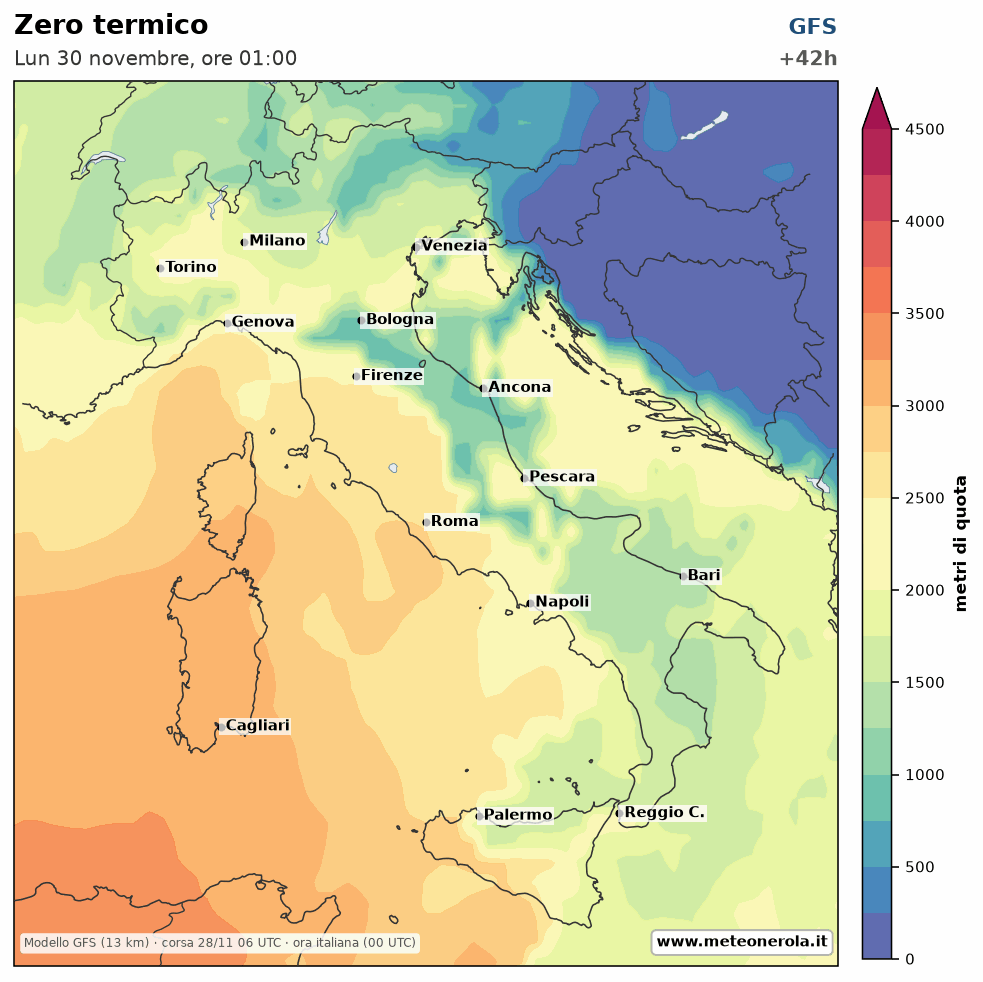 Zero termico
GFS
Lun 30 novembre, ore 01:00
+42h
Milano
Venezia
Torino
Genova
Bologna
Firenze
Ancona
Pescara
Roma
Bari
Napoli
Cagliari
Palermo
Reggio C.
4500
4000
3500
3000
2500
2000
1500
1000
500
0
metri di quota
Modello GFS (13 km) · corsa 28/11 06 UTC · ora italiana (00 UTC)
www.meteonerola.it